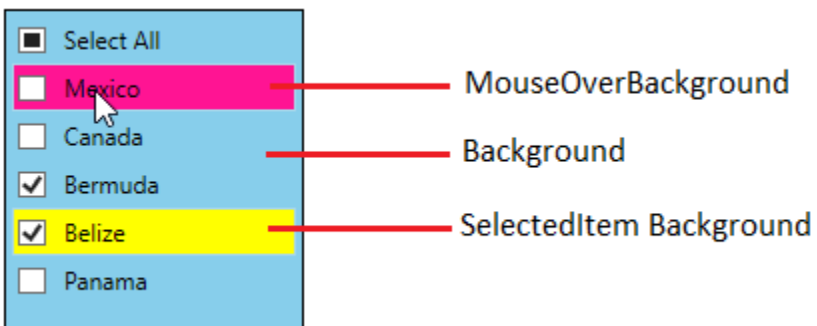 Select All
Mexico
MouseOverBackground
Canada
Background
Bermuda
Belize
SelectedItem Background
Panama